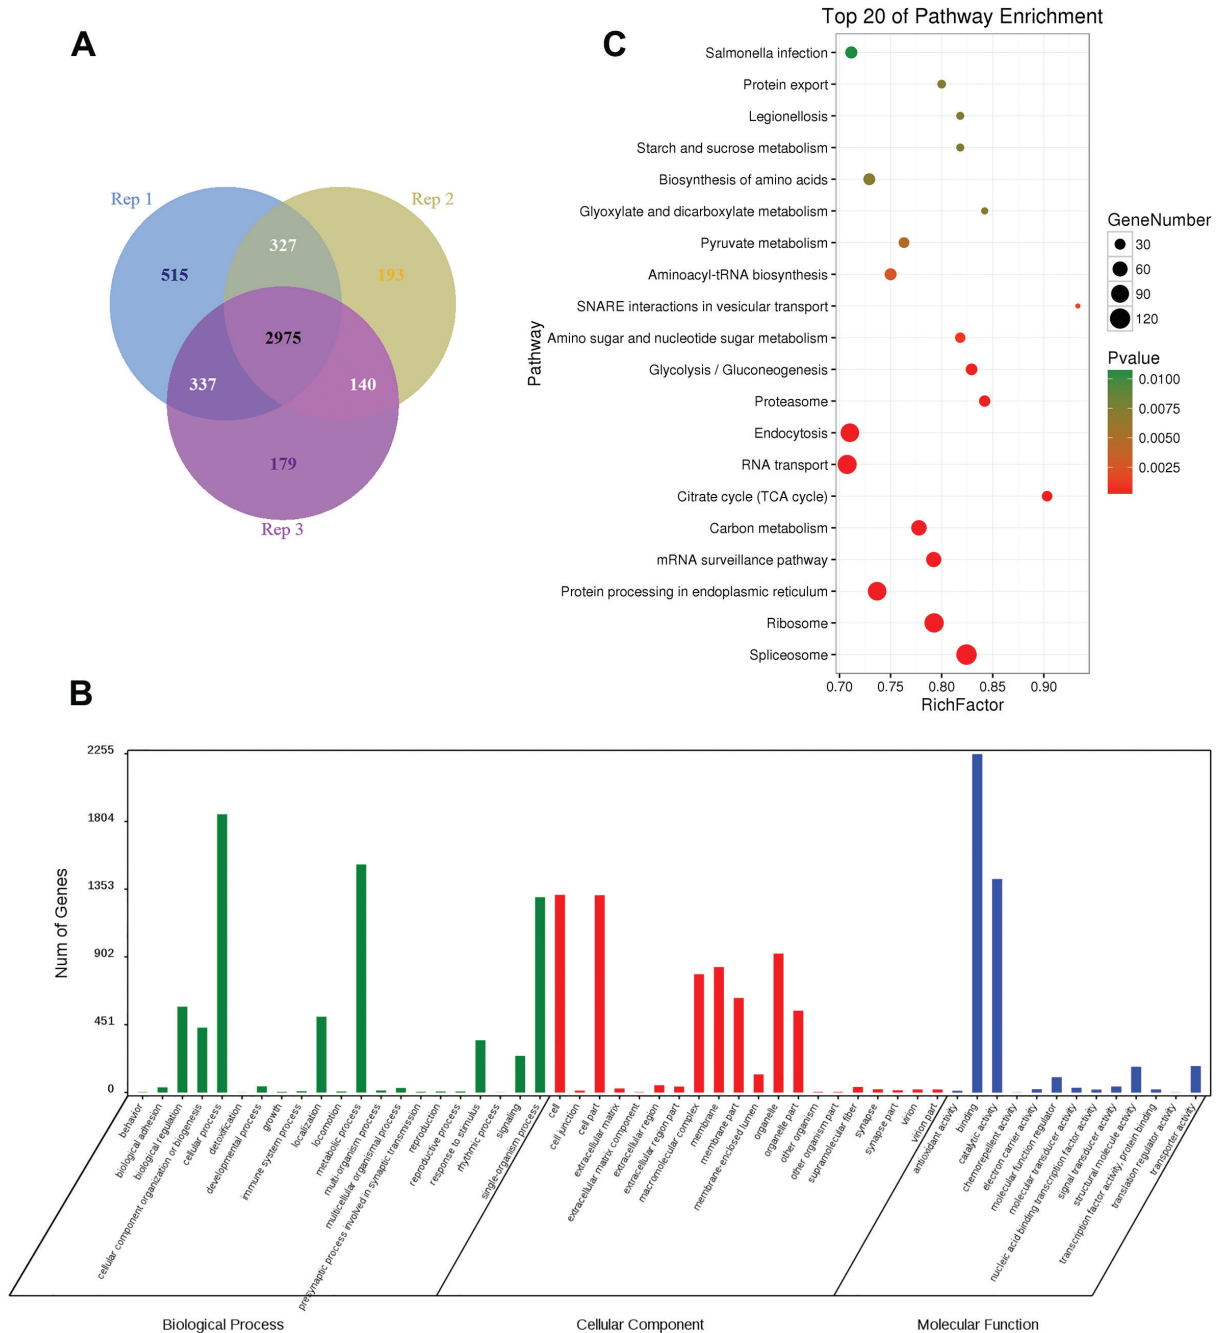 A
Rep 1
Rep 2
327
515
193
2975
337
140
179
Rep 3
C
Top 20 of Pathway Enrichment
Pathway
Salmonella infection
Protein export
Legionellosis
Starch and sucrose metabolism
Biosynthesis of amino acids
Glyoxylate and dicarboxylate metabolism
Pyruvate metabolism
Aminoacyl-tRNA biosynthesis
SNARE interactions in vesicular transport
Amino sugar and nucleotide sugar metabolism
Glycolysis / Gluconeogenesis
Proteasome
Endocytosis
RNA transport
Citrate cycle (TCA cycle)
Carbon metabolism
mRNA surveillance pathway
Protein processing in endoplasmic reticulum
Ribosome
Spliceosome
0.70 0.75 0.80 0.85 0.90
RichFactor
GeneNumber
30
60
90
120
Pvalue
0.0100
0.0075
0.0050
0.0025
B
Num of Genes
2255
1804
1353
902
451
0
behavior
biological adhesion
biological regulation
cellular component organization or biogenesis
cellular process
detoxification
developmental process
growth
immune system process
localization
locomotion
metabolic process
multi-organism process
multicellular organismal process
presynaptic process involved in synaptic transmission
reproduction
reproductive process
response to stimulus
rhythmic process
signaling
single-organism process
cell
cell junction
cell part
extracellular matrix
extracellular matrix component
extracellular region
extracellular region part
macromolecular complex
membrane
membrane part
membrane-enclosed lumen
organelle
organelle part
other organism
other organism part
supramolecular fiber
synapse
synapse part
virion
virion part
antioxidant activity
binding
catalytic activity
chemorepellent activity
electron carrier activity
molecular function regulator
molecular transducer activity
nucleic acid binding transcription factor activity
signal transducer activity
structural molecule activity
transcription factor activity, protein binding
translation regulator activity
transporter activity
Biological Process
Cellular Component
Molecular Function